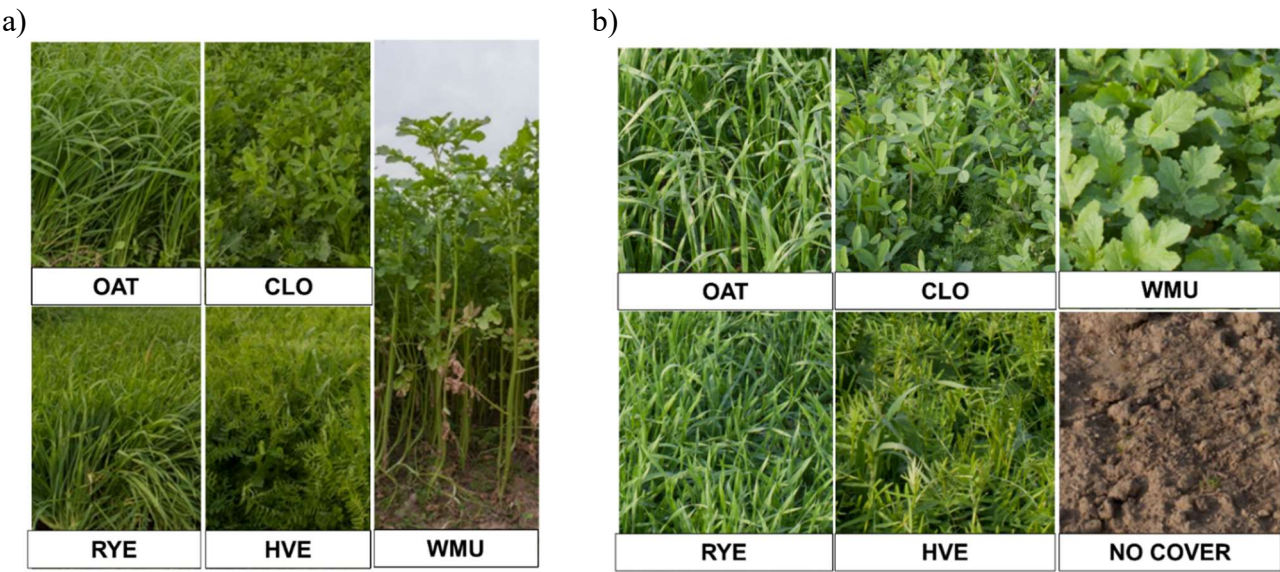 a)
OAT
CLO
RYE
HVE
WMU
b)
OAT
CLO
WMU
RYE
HVE
NO COVER